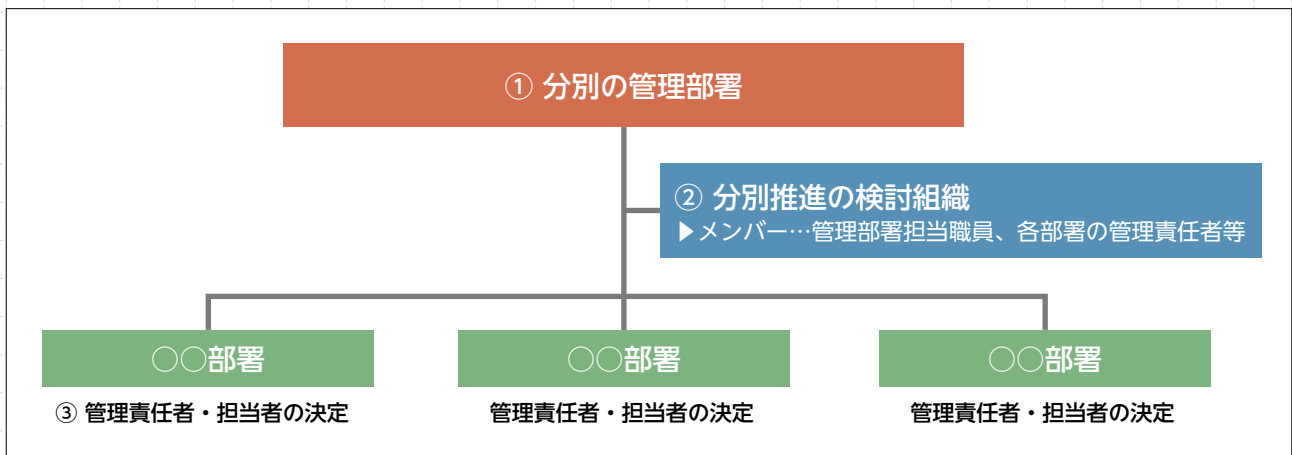 ① 分別の管理部署
② 分別推進の検討組織
▶メンバー…管理部署担当職員、各部署の管理責任者等
○○部署
○○部署
○○部署
③ 管理責任者・担当者の決定
管理責任者・担当者の決定
管理責任者・担当者の決定